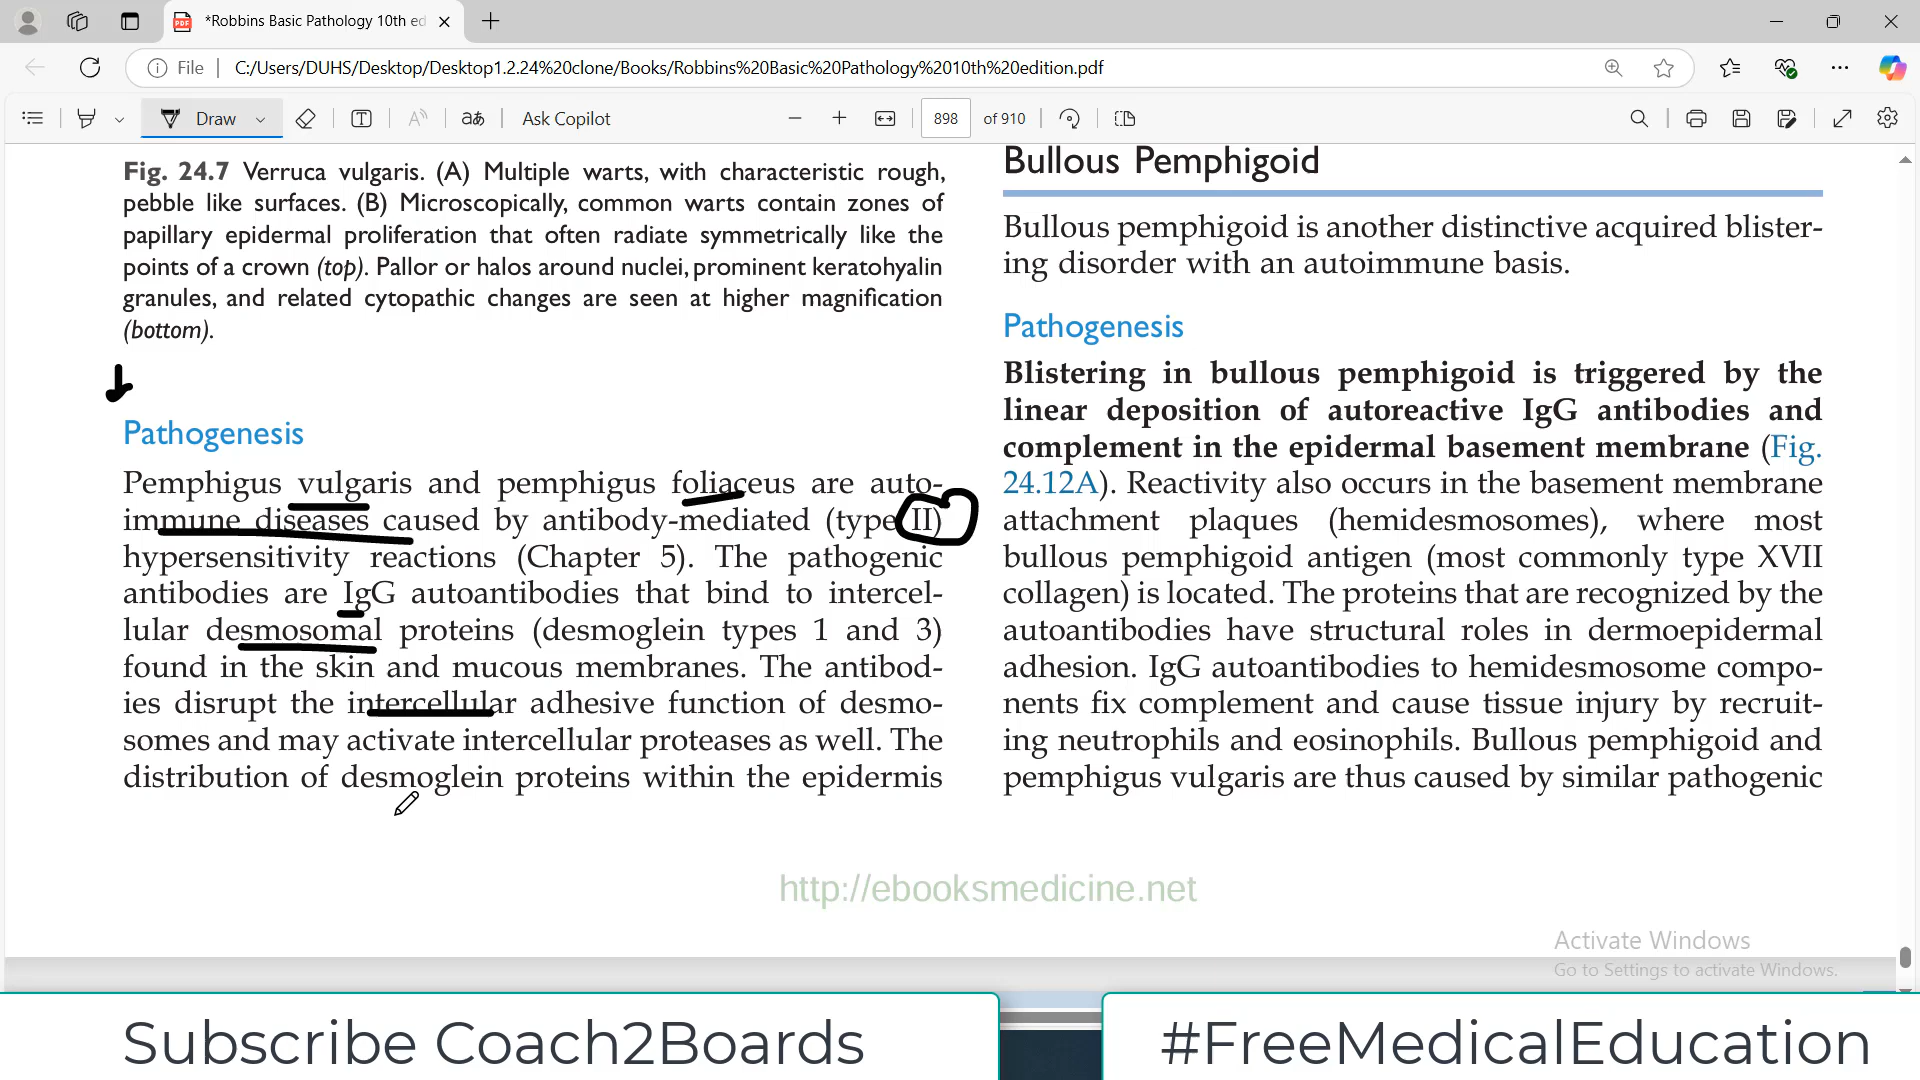 *Robbins Basic Pathology 10th ed
File
C:/Users/DUHS/Desktop/Desktop1.2.24%20clone/Books/Robbins%20Basic%20Pathology%2010th%20edition.pdf
Draw
Ask Copilot
898 of 910
Fig. 24.7 Verruca vulgaris. (A) Multiple warts, with characteristic rough,
pebble like surfaces. (B) Microscopically, common warts contain zones of
papillary epidermal proliferation that often radiate symmetrically like the
points of a crown (top). Pallor or halos around nuclei, prominent keratohyalin
granules, and related cytopathic changes are seen at higher magnification
(bottom).
Pathogenesis
Pemphigus vulgaris and pemphigus foliaceus are auto-
immune diseases caused by antibody-mediated (type II)
hypersensitivity reactions (Chapter 5). The pathogenic
antibodies are IgG autoantibodies that bind to intercel-
lular desmosomal proteins (desmoglein types 1 and 3)
found in the skin and mucous membranes. The antibod-
ies disrupt the intercellular adhesive function of desmo-
somes and may activate intercellular proteases as well. The
distribution of desmoglein proteins within the epidermis
Bullous Pemphigoid
Bullous pemphigoid is another distinctive acquired blister-
ing disorder with an autoimmune basis.
Pathogenesis
Blistering in bullous pemphigoid is triggered by the
linear deposition of autoreactive IgG antibodies and
complement in the epidermal basement membrane (Fig.
24.12A). Reactivity also occurs in the basement membrane
attachment plaques (hemidesmosomes), where most
bullous pemphigoid antigen (most commonly type XVII
collagen) is located. The proteins that are recognized by the
autoantibodies have structural roles in dermoepidermal
adhesion. IgG autoantibodies to hemidesmosome compo-
nents fix complement and cause tissue injury by recruit-
ing neutrophils and eosinophils. Bullous pemphigoid and
pemphigus vulgaris are thus caused by similar pathogenic
http://ebooksmedicine.net
Activate Windows
Go to Settings to activate Windows.
Subscribe Coach2Boards
#FreeMedicalEducation